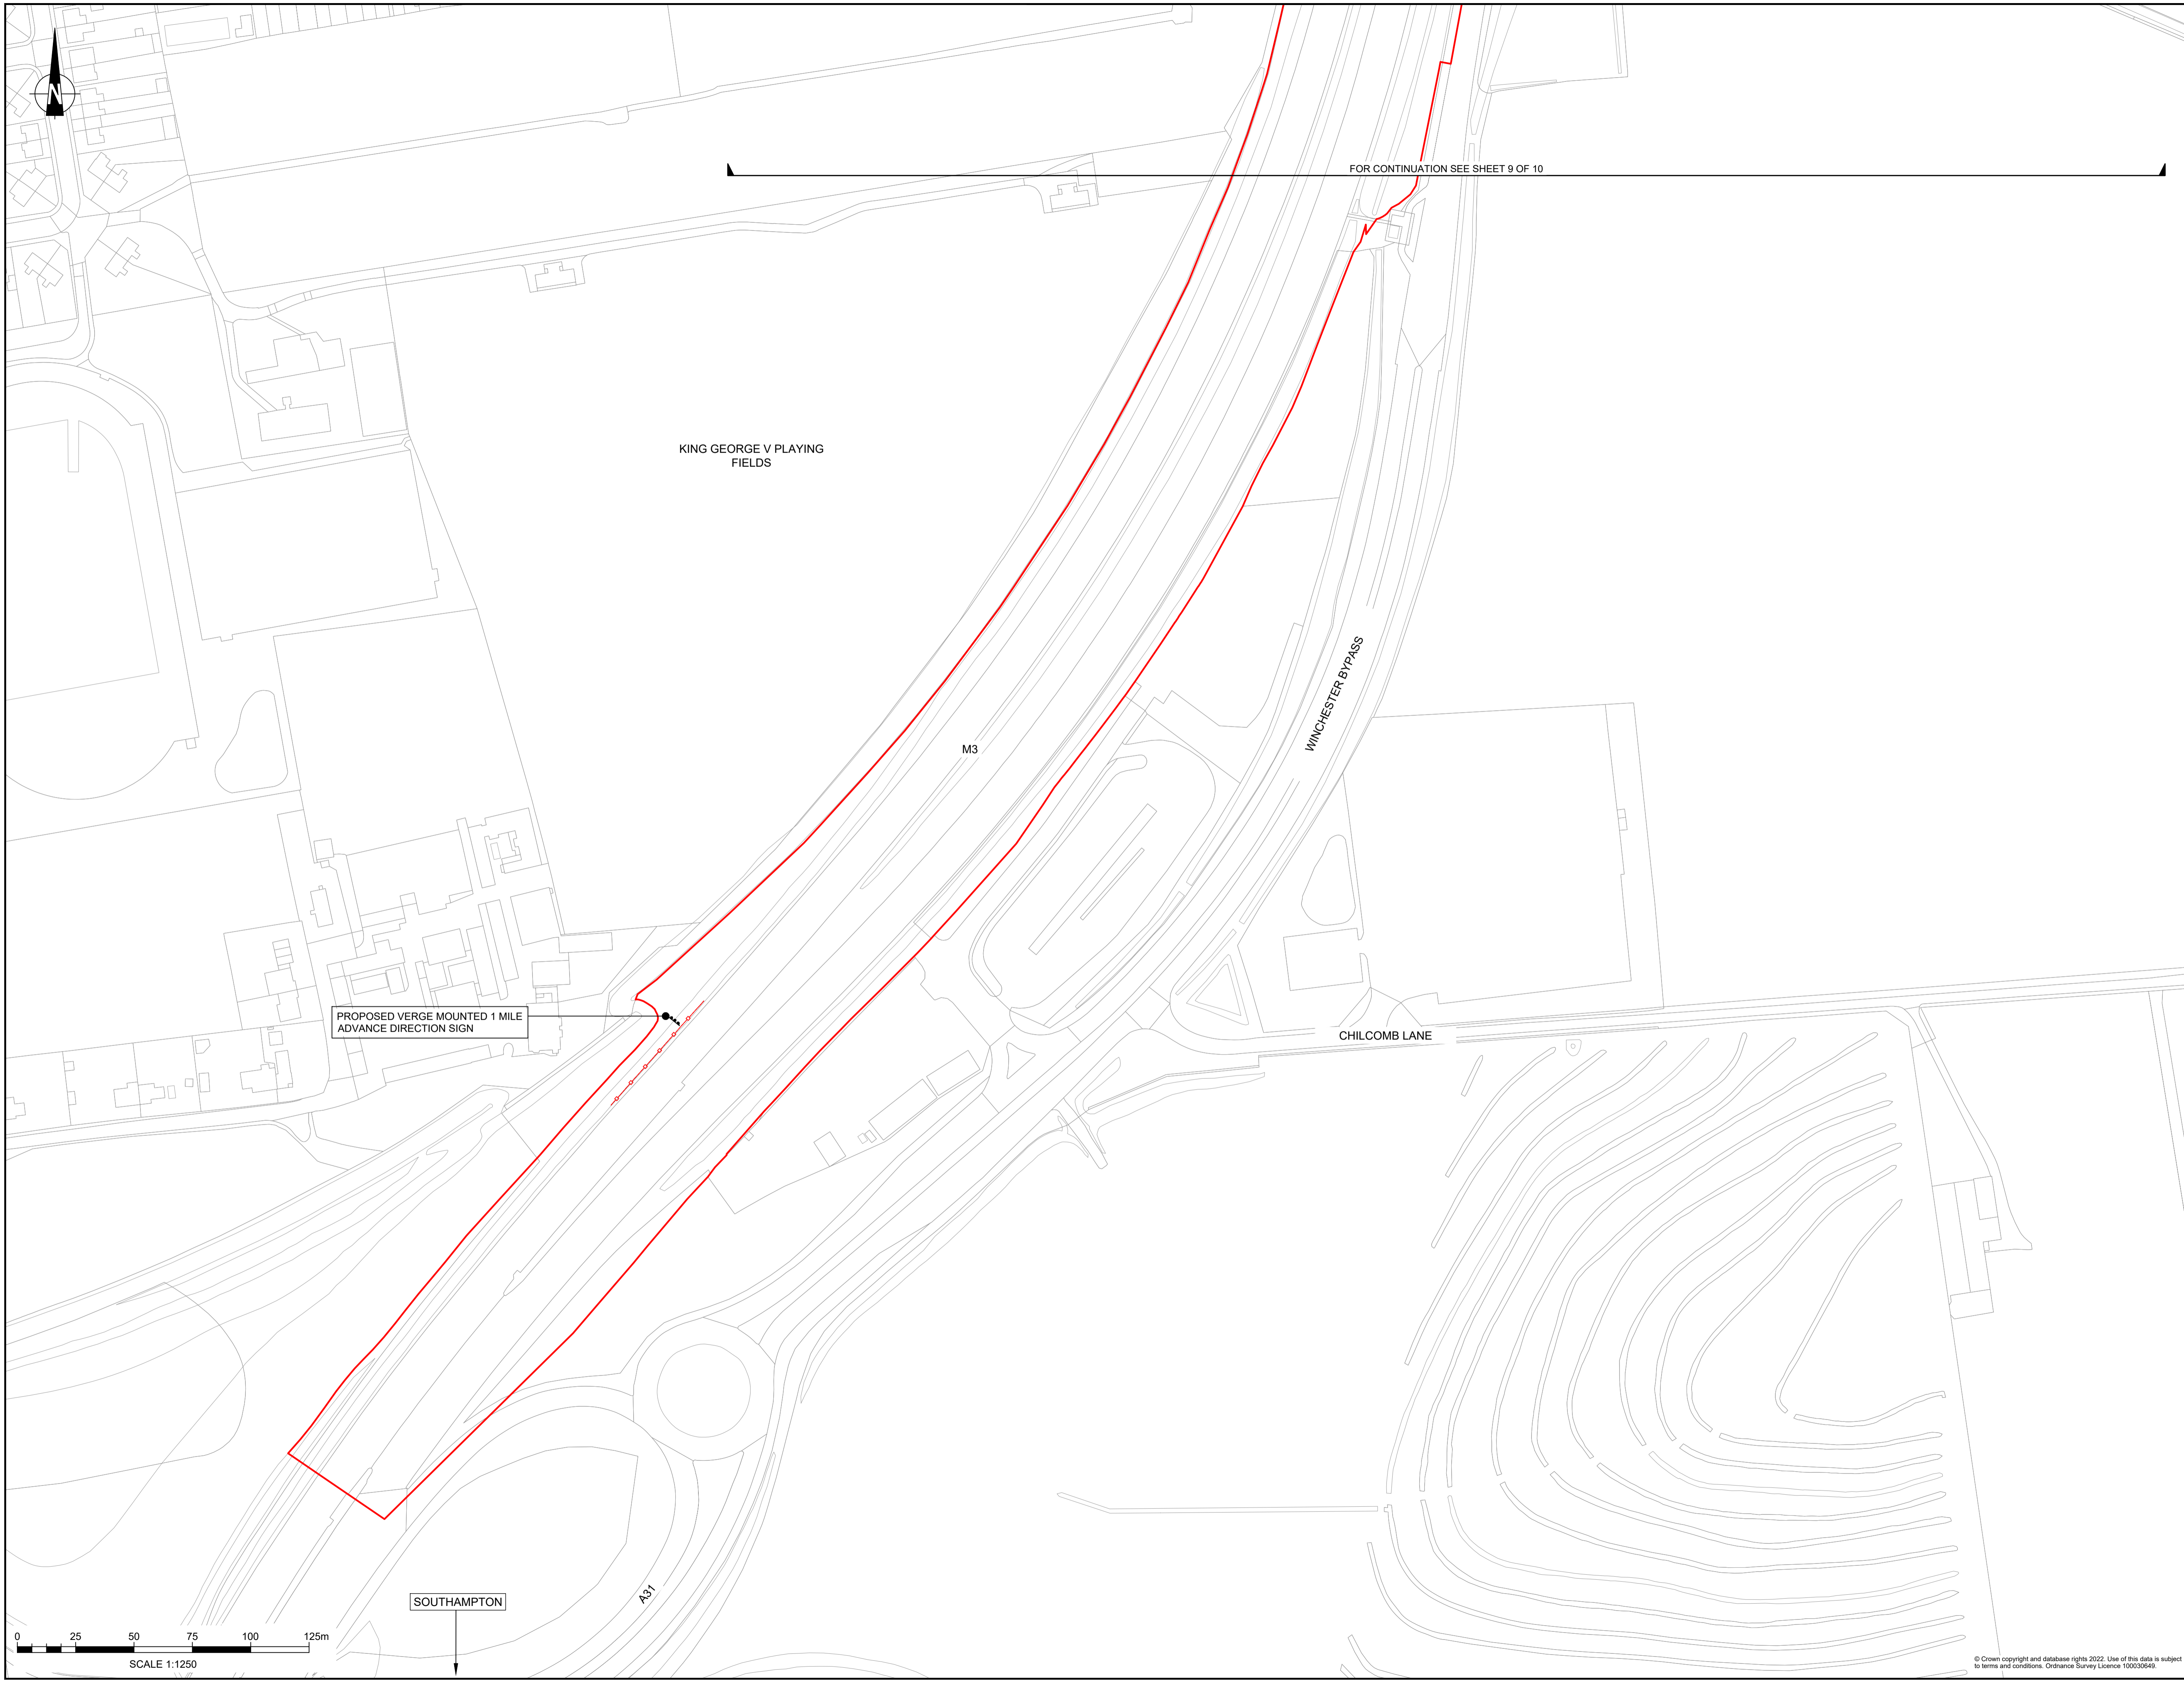 N
FOR CONTINUATION SEE SHEET 9 OF 10
KING GEORGE V PLAYING
FIELDS
WINCHESTER BYPASS
M3
PROPOSED VERGE MOUNTED 1 MILE
ADVANCE DIRECTION SIGN
CHILCOMB LANE
A31
SOUTHAMPTON
0 25 50 75 100 125m
SCALE 1:1250
© Crown copyright and database rights 2022. Use of this data is subject
to terms and conditions. Ordnance Survey Licence 100030649.